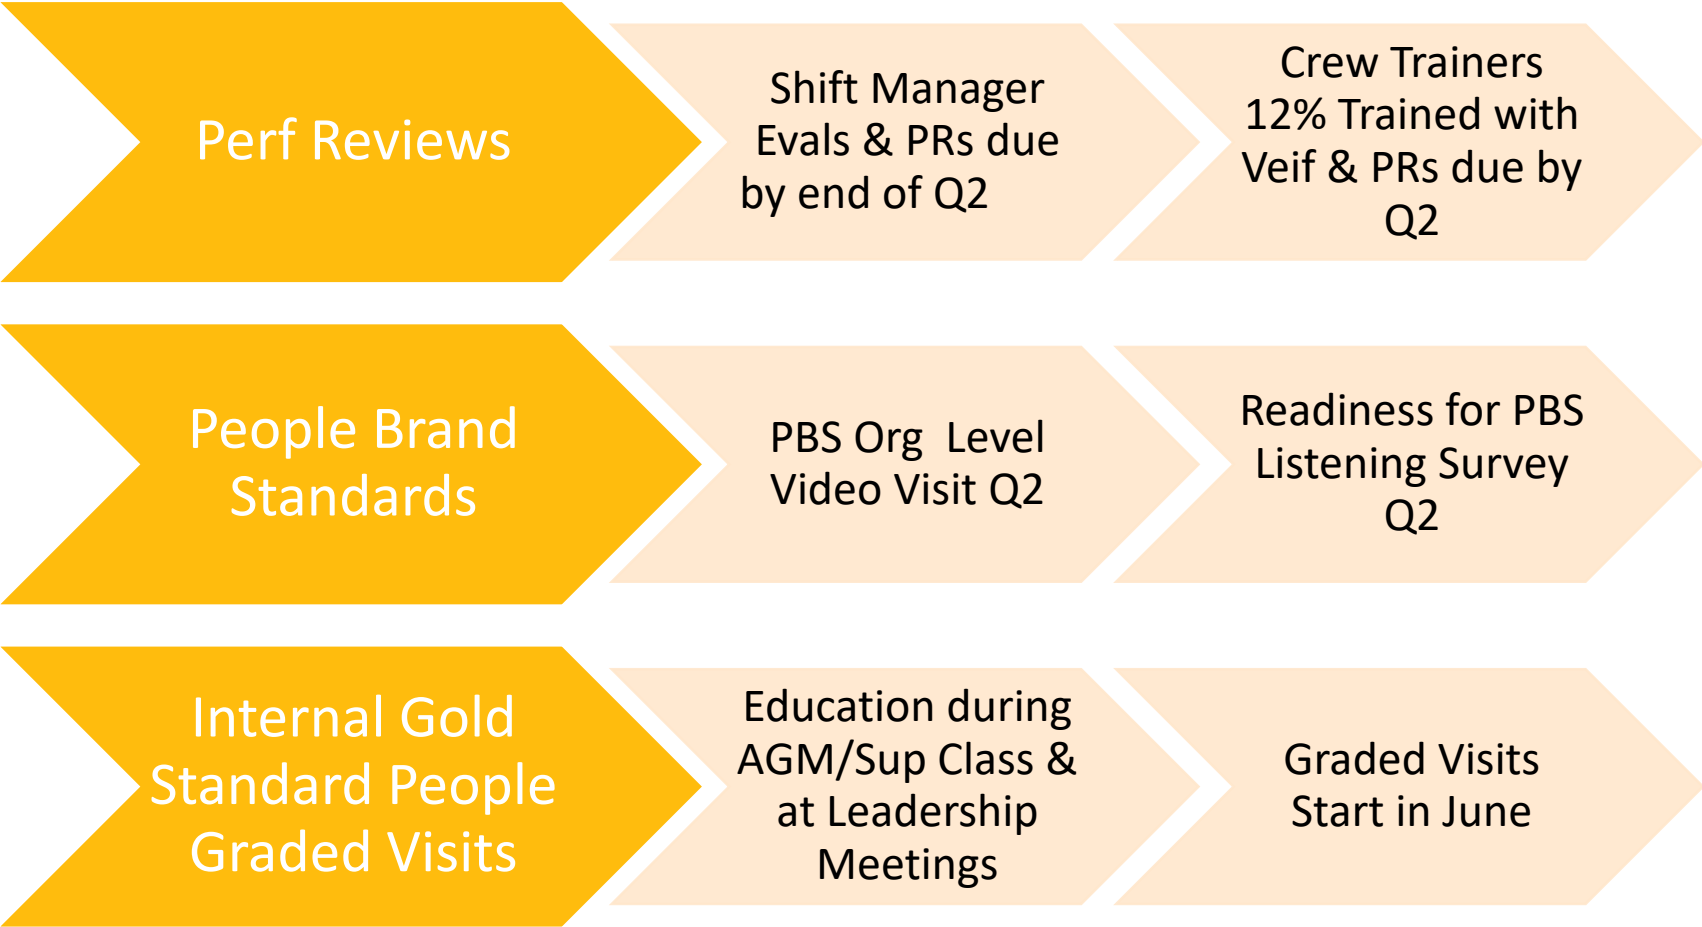 Perf Reviews
Shift Manager
Evals & PRs due
by end of Q2
Crew Trainers
12% Trained with
Veif & PRs due by
Q2
People Brand
Standards
PBS Org  Level
Video Visit Q2
Readiness for PBS
Listening Survey
Q2
Internal Gold
Standard People
Graded Visits
Education during
AGM/Sup Class &
at Leadership
Meetings
Graded Visits
Start in June